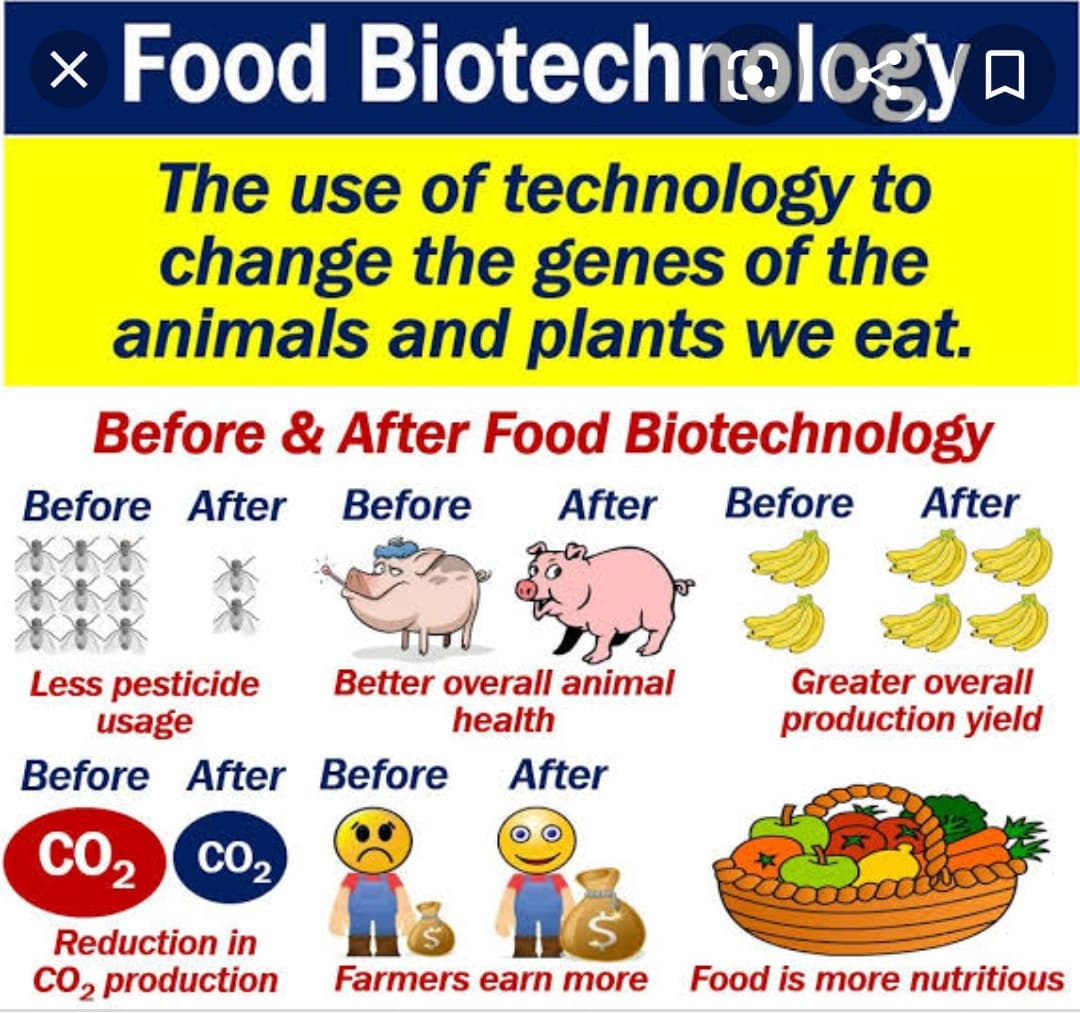 Food Biotechnology
The use of technology to
change the genes of the
animals and plants we eat.
Before & After Food Biotechnology
Before After Before After Before After
Less pesticide
usage
Better overall animal
health
Greater overall
production yield
Before After Before After
CO₂ CO₂
$ $
Reduction in
CO₂ production
Farmers earn more
Food is more nutritious